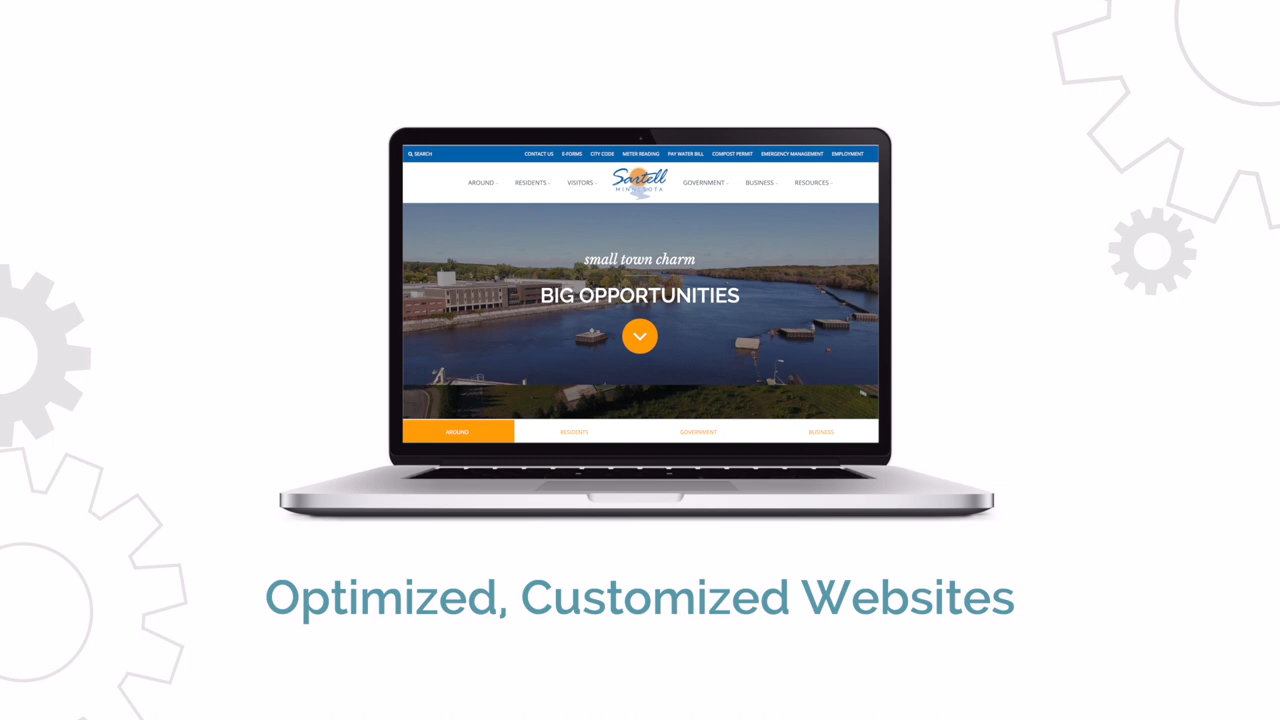 SEARCH CONTACT US E-FORMS CITY CODE METER READING PAY WATER BILL COMPOST PERMIT EMERGENCY MANAGEMENT EMPLOYMENT
AROUND RESIDENTS VISITORS Sartell GOVERNMENT BUSINESS RESOURCES
MINNESOTA
small town charm
BIG OPPORTUNITIES
AROUND RESIDENTS GOVERNMENT BUSINESS
Optimized, Customized Websites